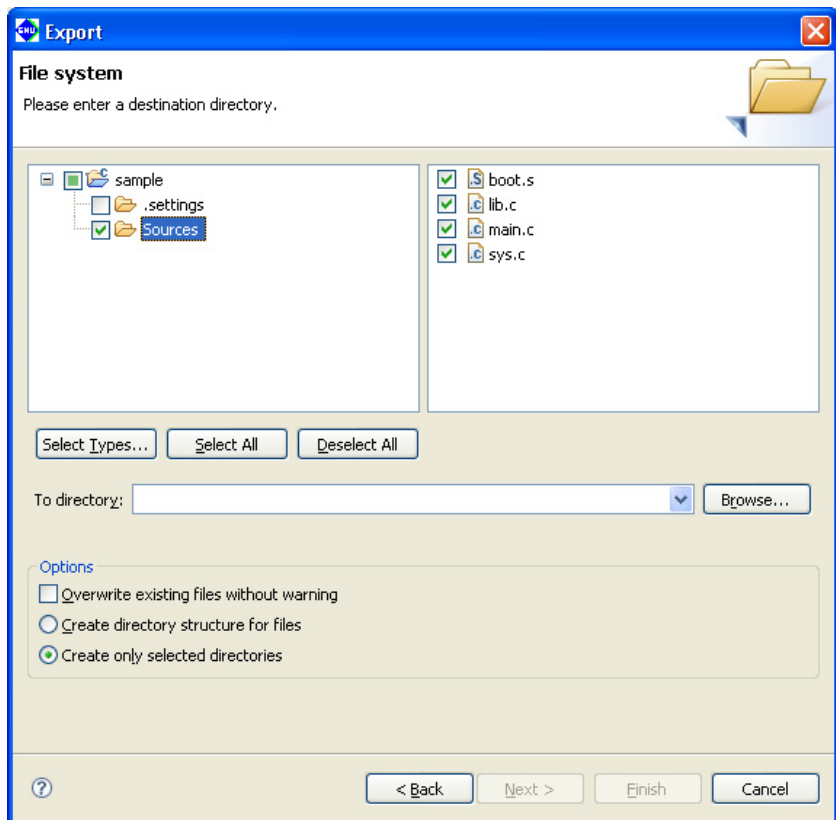 GNU Export
File system
Please enter a destination directory.
sample
.settings
Sources
.S boot.s
.c lib.c
.c main.c
.c sys.c
Select Types... Select All Deselect All
To directory: Browse...
Options
Overwrite existing files without warning
Create directory structure for files
Create only selected directories
? < Back Next > Finish Cancel